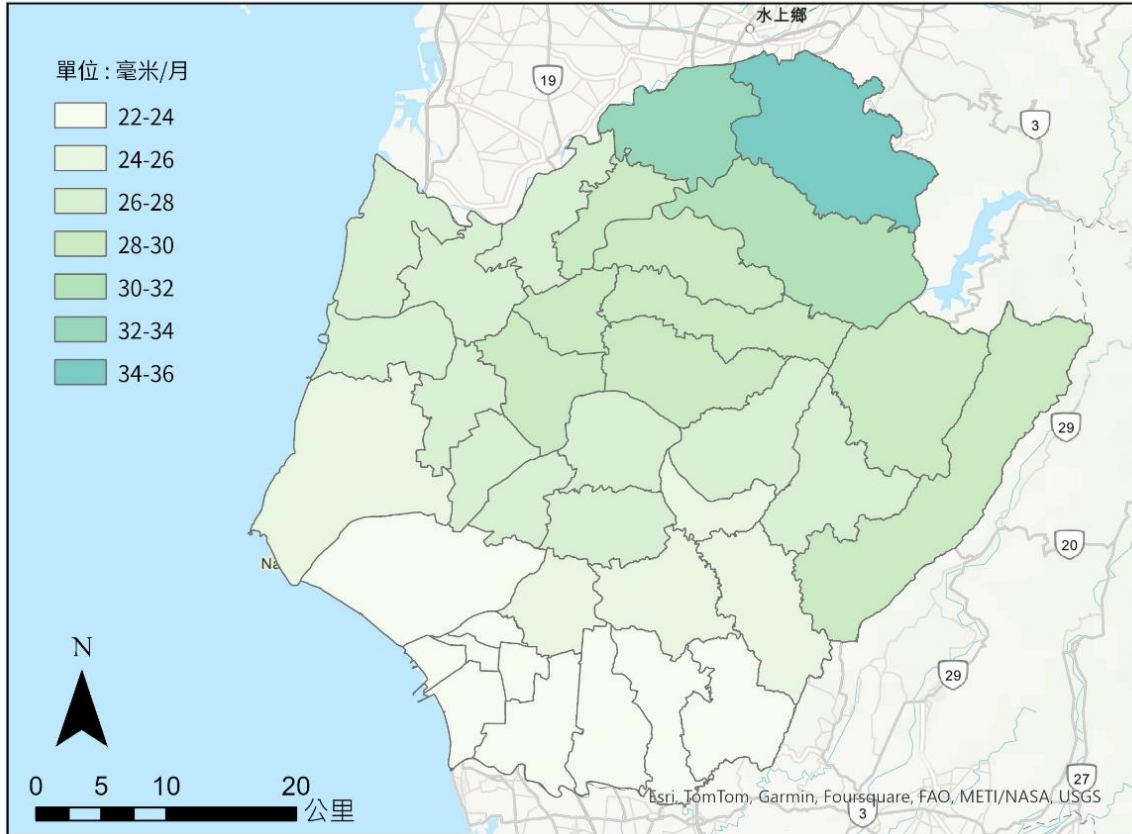 水上鄉
單位 : 毫米/月
19
3
22-24
24-26
26-28
28-30
30-32
32-34
34-36
29
20
Na
N
29
0 5 10 20
公里
27
Esri, TomTom, Garmin, Foursquare, FAO, METI/NASA, USGS
3